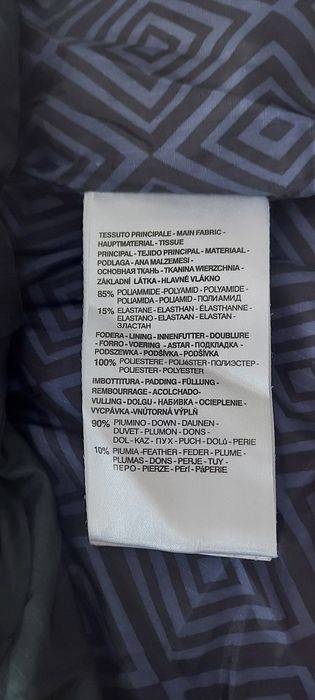 TESSUTO PRINCIPALE - MAIN FABRIC -
HAUPTMATERIAL - TISSUE
PRINCIPAL - TEJIDO PRINCIPAL - MATERIAAL -
PODLAGA - ANA MALZEMESI -
ОСНОВНАЯ ТКАНЬ - TKANINA WIERZCHNIA -
ZÁKLADNÍ LÁTKA - HLAVNÉ VLÁKNO
85% POLIAMMIDE - POLYAMID - POLYAMIDE -
POLIAMIDA - POLIAMID - ПОЛИАМИД
15% ELASTANE - ELASTHAN - ÉLASTHANNE -
ELASTANO - ELASTAAN - ELASTAN -
ЭЛАСТАН
FODERA - LINING - INNENFUTTER - DOUBLURE
- FORRO - VOERING - ASTAR - ПОДКЛАДКА -
PODSZEWKA - PODŠÍVKA - PODŠÍVKA
100% POLIESTERE - POLIéSTER - ПОЛИЭСТЕР -
POLIESTER - POLYESTER
IMBOTTITURA - PADDING - FÜLLUNG -
REMBOURRAGE - ACOLCHADO -
VULLING - DOLGU - НАБИВКА - OCIEPLENIE -
VYCPÁVKA - VNÚTORNÁ VÝPLŇ
90% PIUMINO - DOWN - DAUNEN -
DUVET - PLUMON - DONS -
DOL - KAZ - ПУХ - PUCH - DOLů - PERIE
10% PIUMIA - FEATHER - FEDER - PLUME -
PLUMAS - DONS - PERJE - TUY -
ПЕРО - PIERZE - PEří - PáPERIE